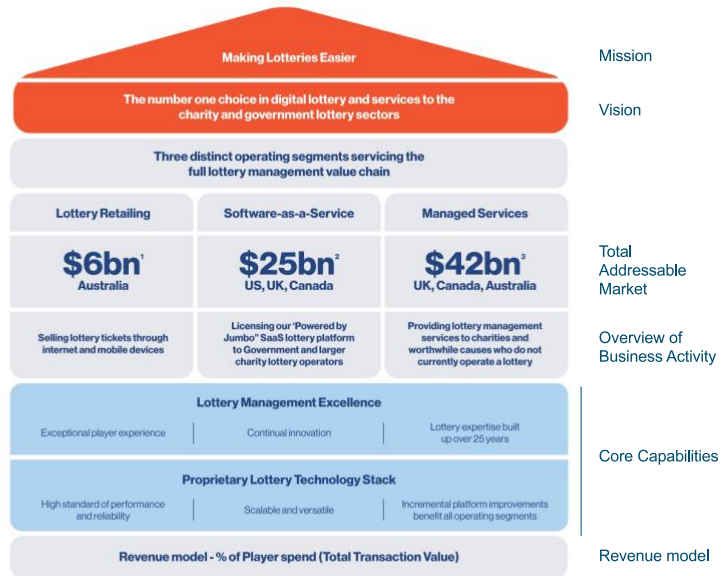 Making Lotteries Easier
Mission
The number one choice in digital lottery and services to the
charity and government lottery sectors
Vision
Three distinct operating segments servicing the
full lottery management value chain
Lottery Retailing
Software-as-a-Service
Managed Services
$6bn¹
Australia
$25bn²
US, UK, Canada
$42bn³
UK, Canada, Australia
Total
Addressable
Market
Selling lottery tickets through
internet and mobile devices
Licensing our 'Powered by
Jumbo" SaaS lottery platform
to Government and larger
charity lottery operators
Providing lottery management
services to charities and
worthwhile causes who do not
currently operate a lottery
Overview of
Business Activity
Lottery Management Excellence
Exceptional player experience
Continual innovation
Lottery expertise built
up over 25 years
Core Capabilities
Proprietary Lottery Technology Stack
High standard of performance
and reliability
Scalable and versatile
Incremental platform improvements
benefit all operating segments
Revenue model - % of Player spend (Total Transaction Value)
Revenue model